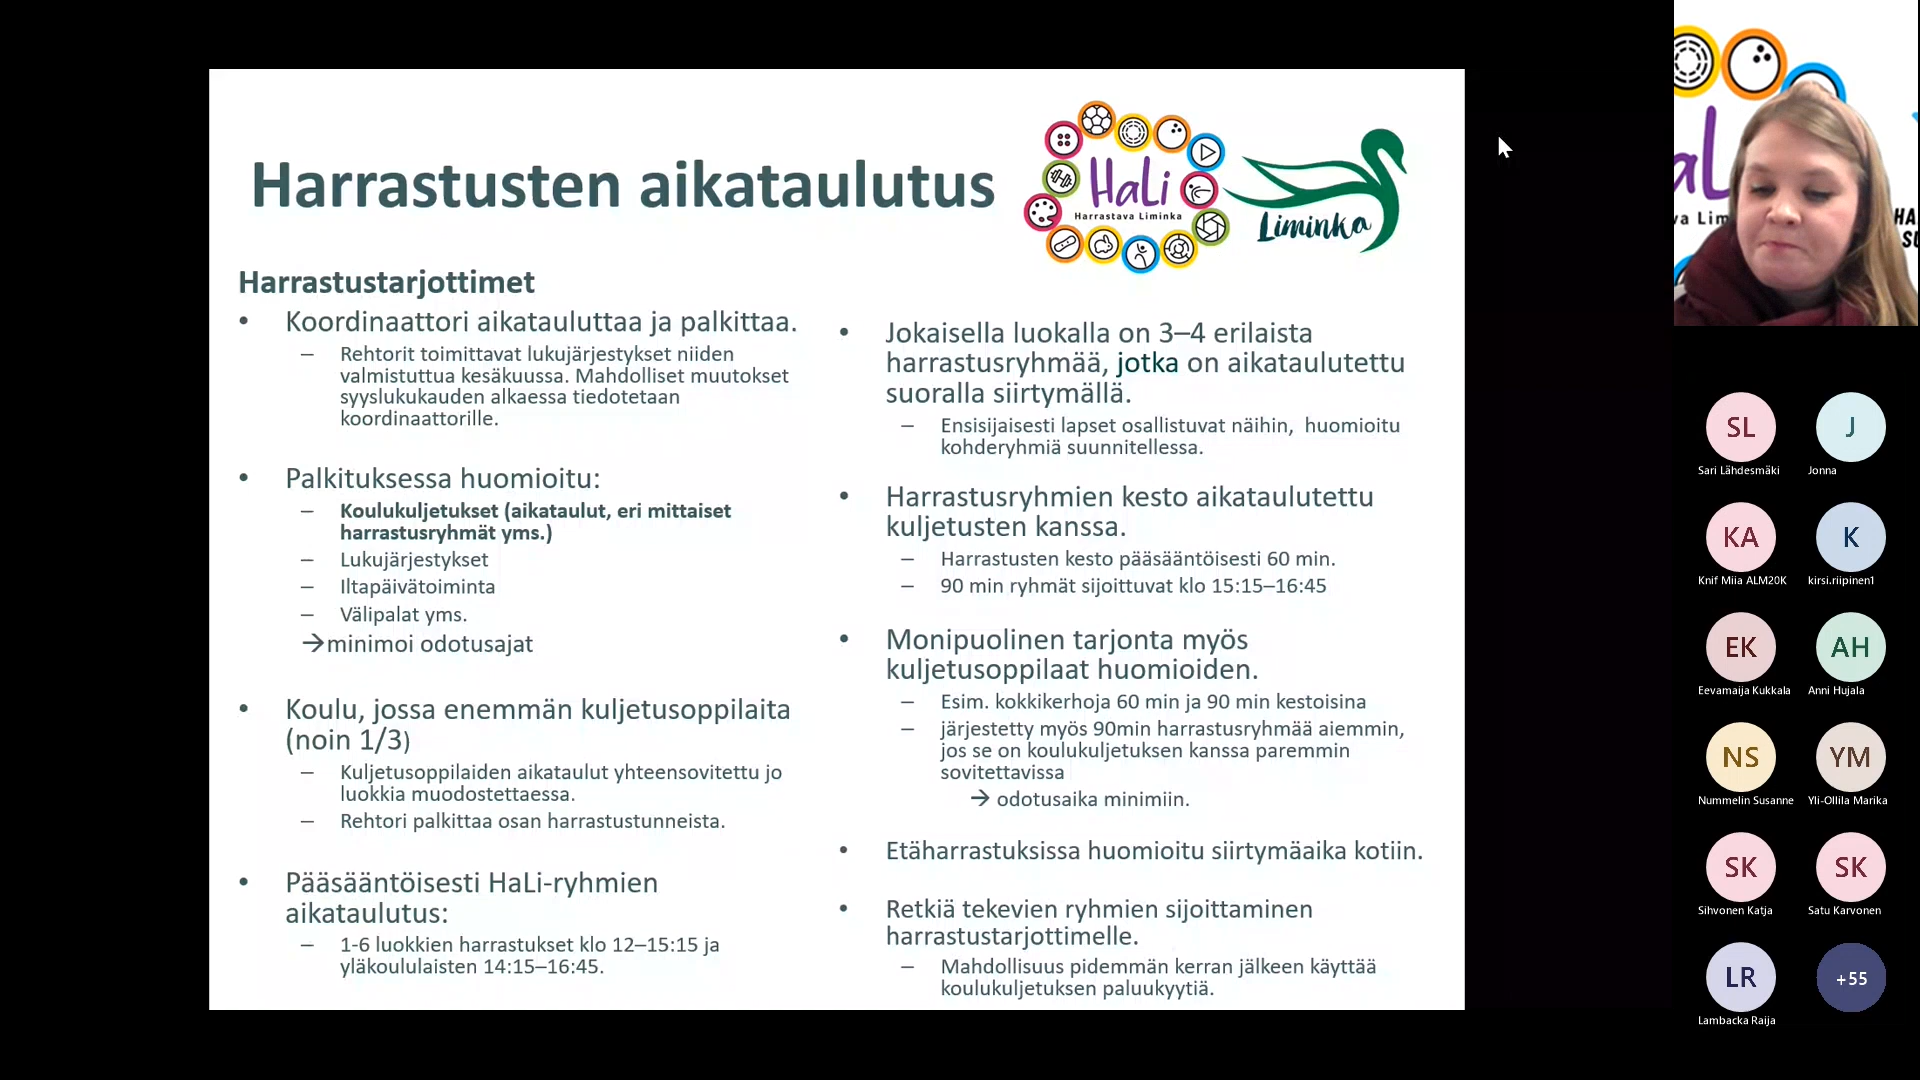 Harrastusten aikataulutus
HaLi
Harrastava Liminka
Liminka
Harrastustarjottimet
• Koordinaattori aikatauluttaa ja palkittaa.
– Rehtorit toimittavat lukujärjestykset niiden
valmistuttua kesäkuussa. Mahdolliset muutokset
syyslukukauden alkaessa tiedotetaan
koordinaattorille.
• Palkituksessa huomioitu:
– Koulukuljetukset (aikataulut, eri mittaiset
harrastusryhmät yms.)
– Lukujärjestykset
– Iltapäivätoiminta
– Välipalat yms.
→minimoi odotusajat
• Koulu, jossa enemmän kuljetusoppilaita
(noin 1/3)
– Kuljetusoppilaiden aikataulut yhteensovitettu jo
luokkia muodostettaessa.
– Rehtori palkittaa osan harrastustunneista.
• Pääsääntöisesti HaLi-ryhmien
aikataulutus:
– 1-6 luokkien harrastukset klo 12–15:15 ja
yläkoululaisten 14:15–16:45.
• Jokaisella luokalla on 3–4 erilaista
harrastusryhmää, jotka on aikataulutettu
suoralla siirtymällä.
– Ensisijaisesti lapset osallistuvat näihin, huomioitu
kohderyhmiä suunnitellessa.
• Harrastusryhmien kesto aikataulutettu
kuljetusten kanssa.
– Harrastusten kesto pääsääntöisesti 60 min.
– 90 min ryhmät sijoittuvat klo 15:15–16:45
• Monipuolinen tarjonta myös
kuljetusoppilaat huomioiden.
– Esim. kokkikerhoja 60 min ja 90 min kestoisina
– järjestetty myös 90min harrastusryhmää aiemmin,
jos se on koulukuljetuksen kanssa paremmin
sovitettavissa
→ odotusaika minimiin.
• Etäharrastuksissa huomioitu siirtymäaika kotiin.
• Retkiä tekevien ryhmien sijoittaminen
harrastustarjottimelle.
– Mahdollisuus pidemmän kerran jälkeen käyttää
koulukuljetuksen paluukyytiä.
SL J
Sari Lähdesmäki Jonna
KA K
Knif Miia ALM20K kirsi.riipinen1
EK AH
Eevamaija Kukkala Anni Hujala
NS YM
Nummelin Susanne Yli-Ollila Marika
SK SK
Sihvonen Katja Satu Karvonen
LR +55
Lambacka Raija